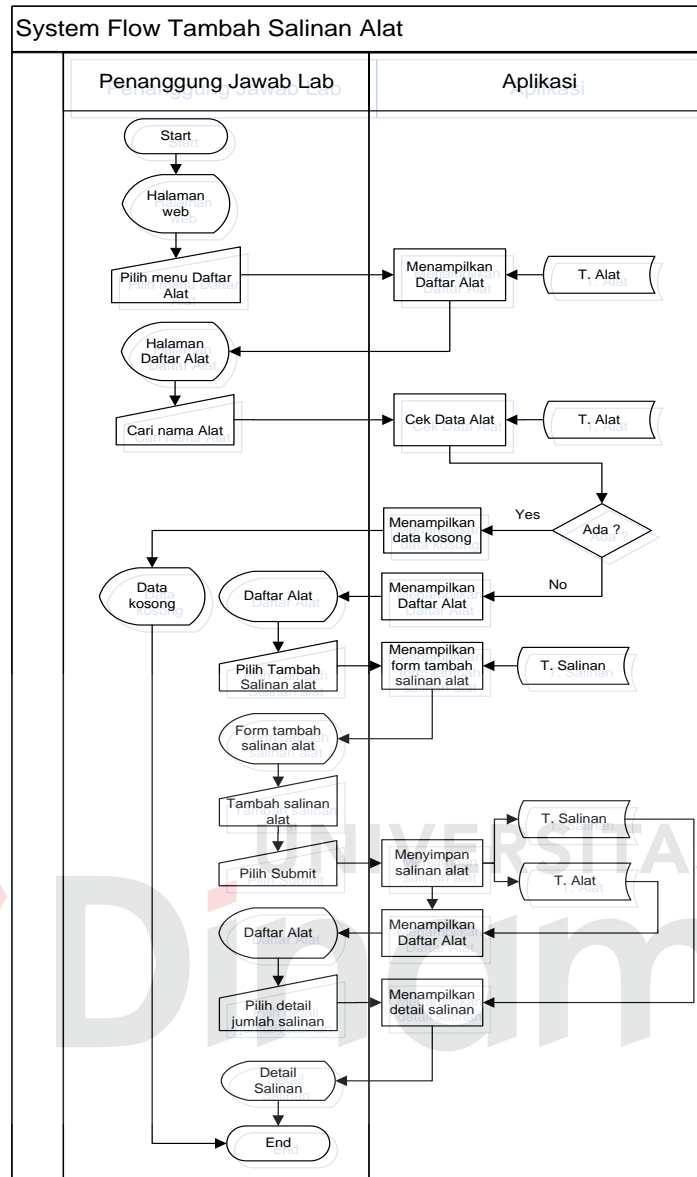 System Flow Tambah Salinan Alat
Penanggung Jawab Lab
Aplikasi
Start
Halaman
web
Pilih menu Daftar
Alat
Menampilkan
Daftar Alat
T. Alat
Halaman
Daftar Alat
Cari nama Alat
Cek Data Alat
T. Alat
Ada ?
Yes
Menampilkan
data kosong
No
Data
kosong
Daftar Alat
Menampilkan
Daftar Alat
Pilih Tambah
Salinan alat
Menampilkan
form tambah
salinan alat
T. Salinan
Form tambah
salinan alat
Tambah salinan
alat
Pilih Submit
Menyimpan
salinan alat
T. Salinan
T. Alat
Daftar Alat
Menampilkan
Daftar Alat
Pilih detail
jumlah salinan
Menampilkan
detail salinan
Detail
Salinan
End
UNIVERSITA
Dinam